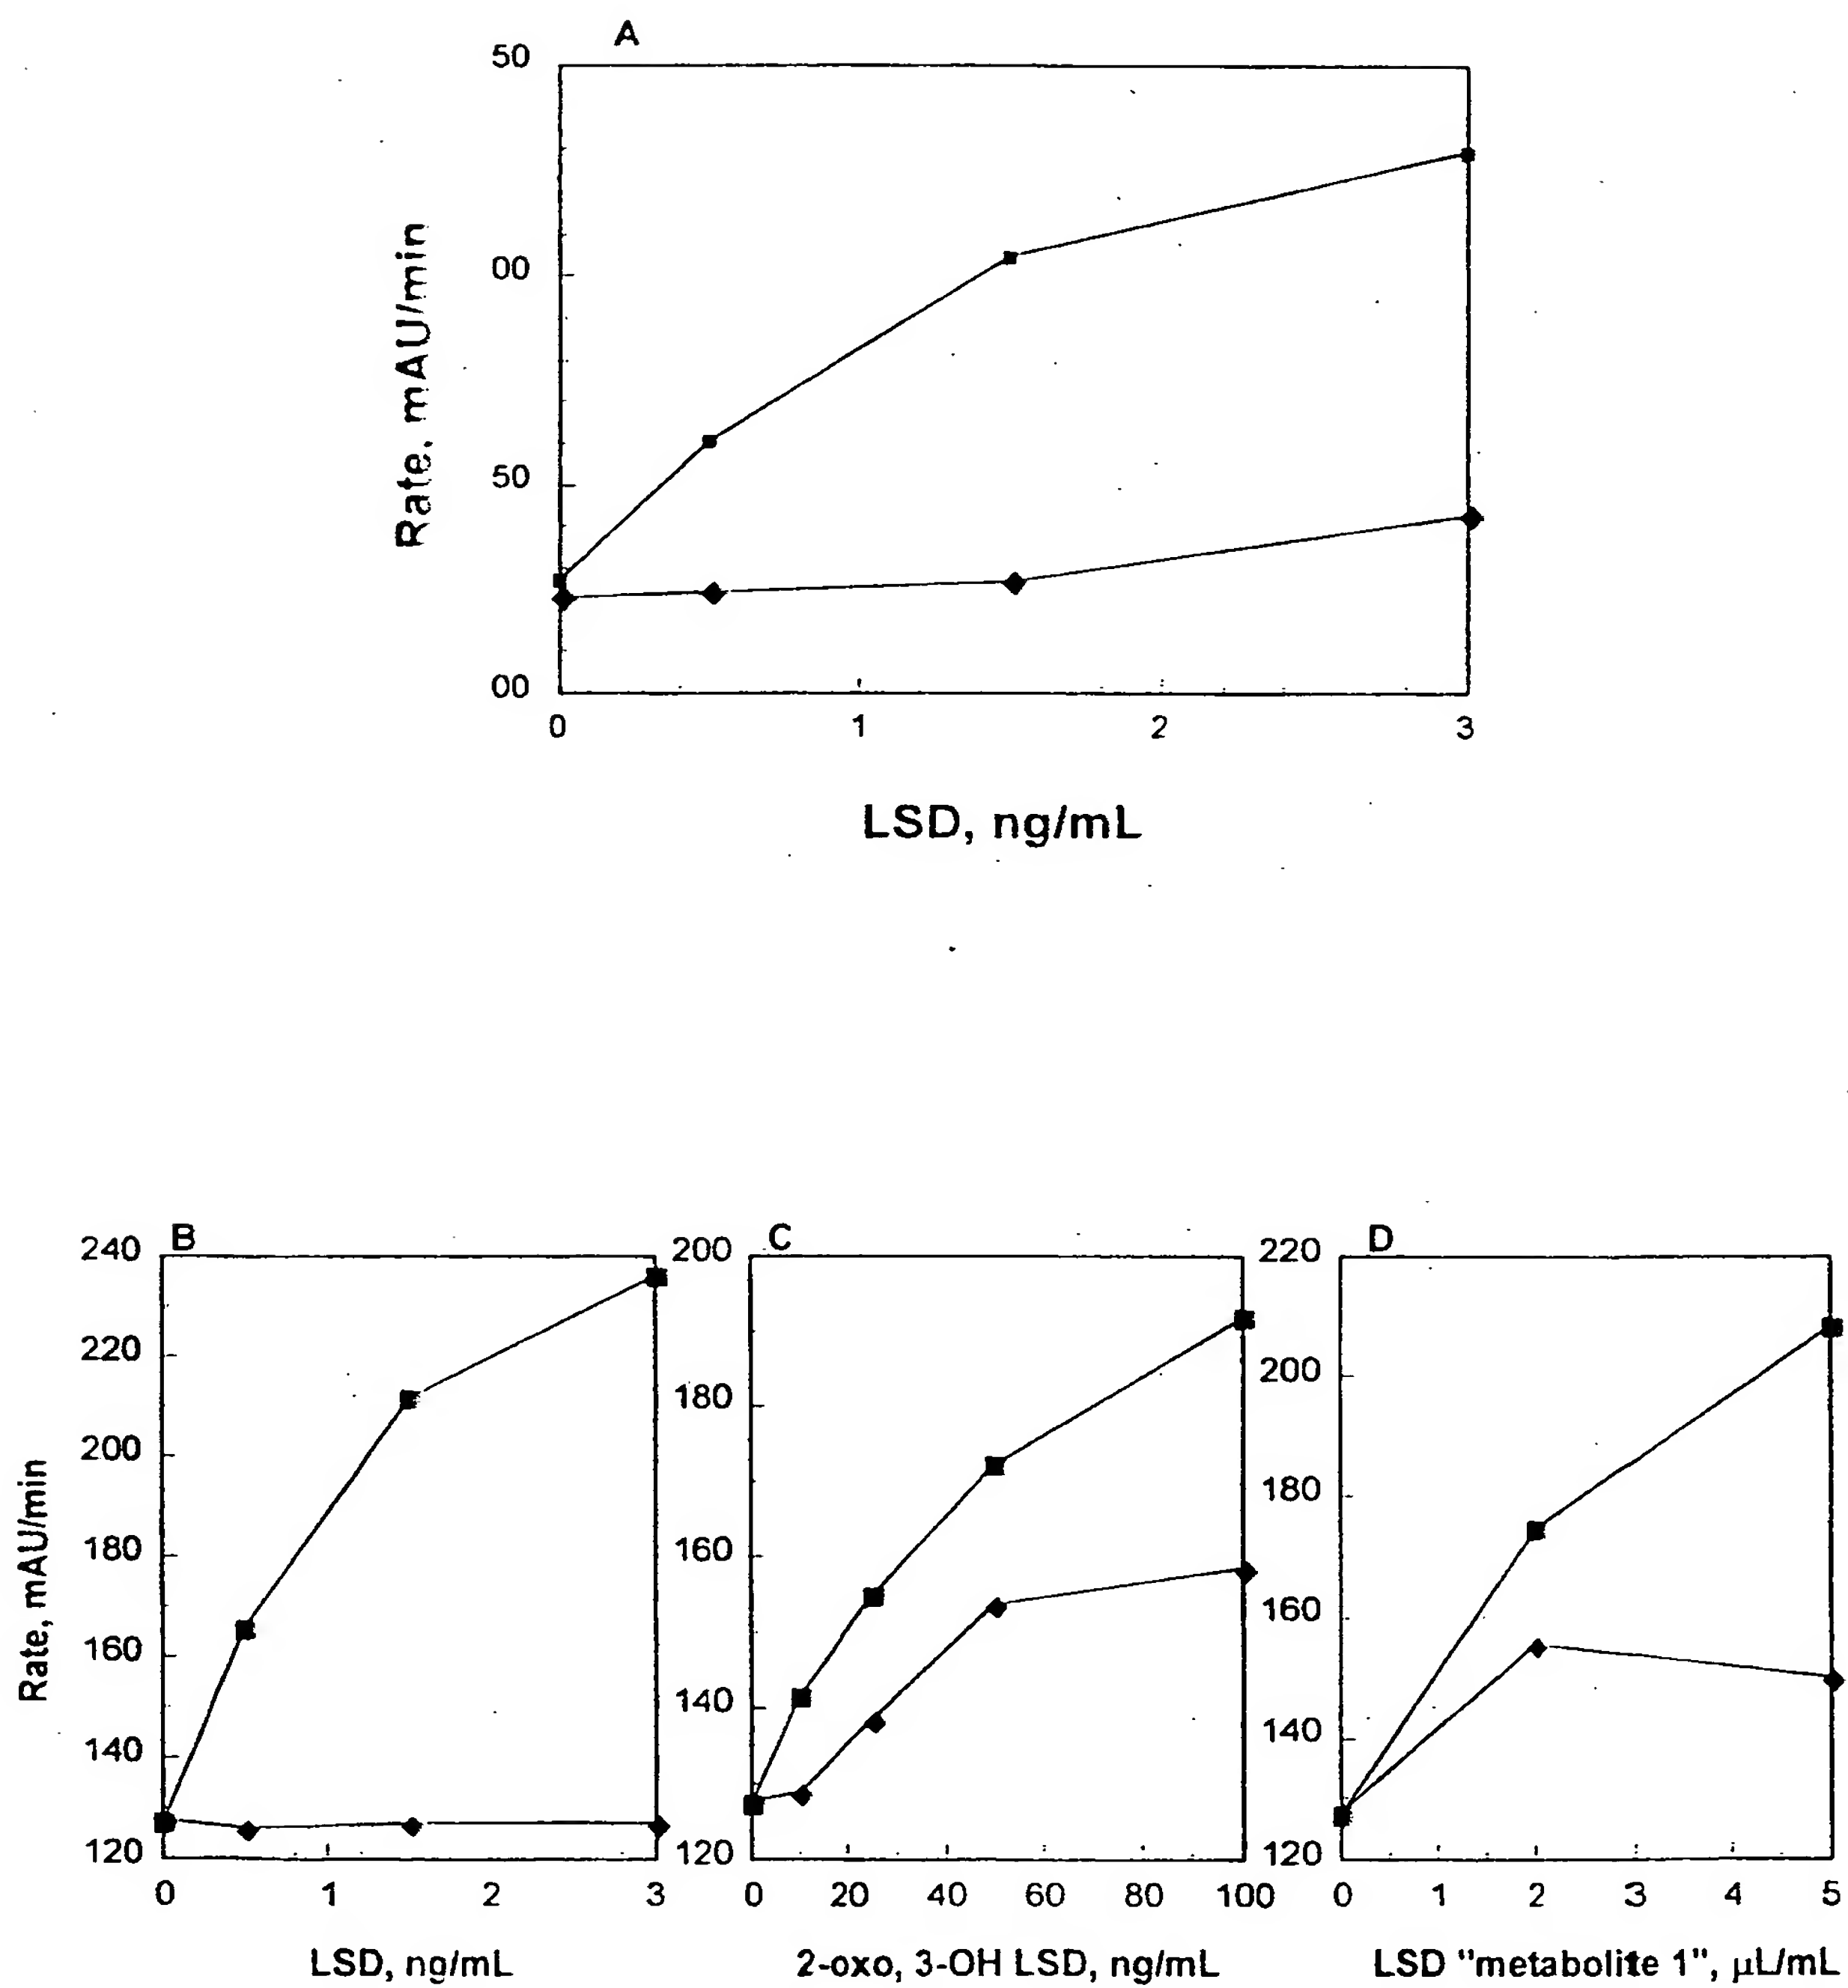 A
50
00
50
00
Rate, mAU/min
0 1 2 3
LSD, ng/mL
B
240
220
200
180
160
140
120
Rate, mAU/min
0 1 2 3
LSD, ng/mL
C
200
180
160
140
120
0 20 40 60 80 100
2-oxo, 3-OH LSD, ng/mL
D
220
200
180
160
140
120
0 1 2 3 4 5
LSD "metabolite 1", μL/mL